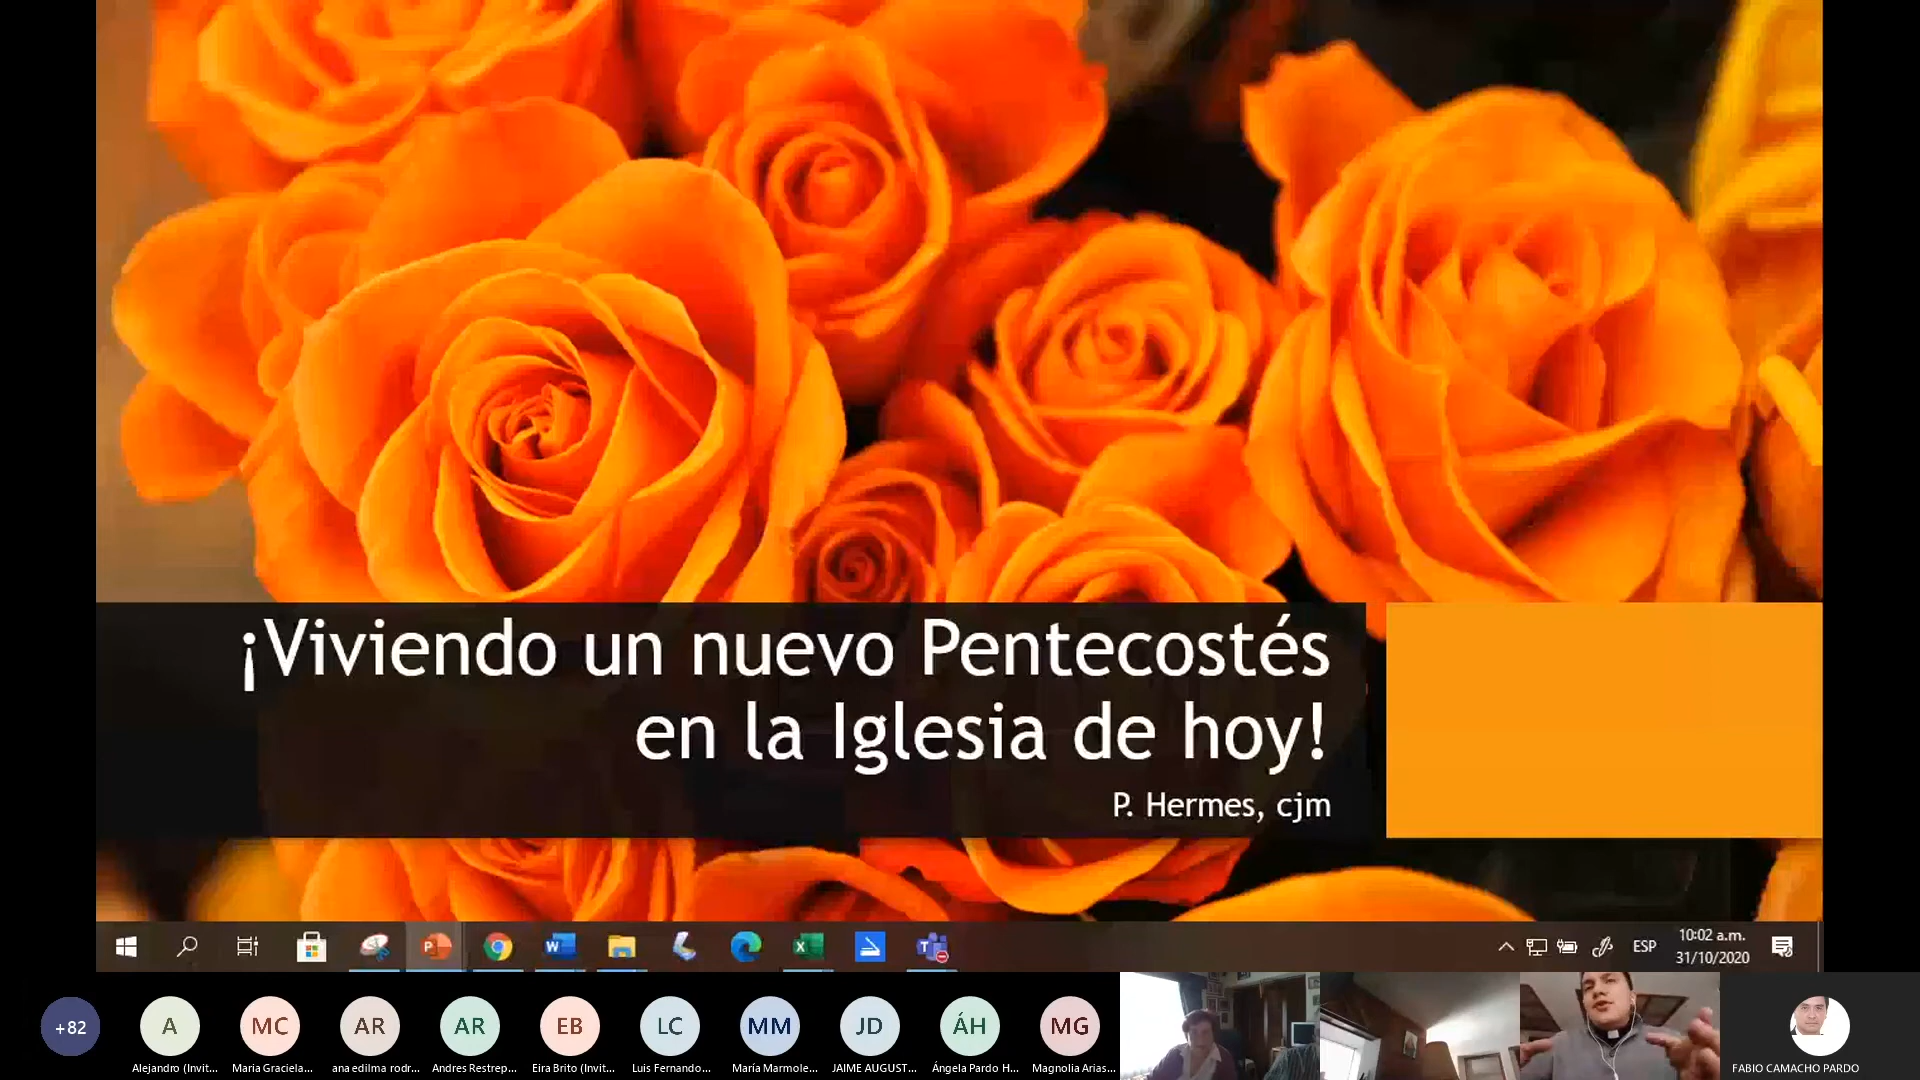 ¡Viviendo un nuevo Pentecostés
en la Iglesia de hoy!
P. Hermes, cjm
ESP
10:02 a.m.
31/10/2020
+82
A
MC
AR
AR
EB
LC
MM
JD
ÁH
MG
Alejandro (Invit...
Maria Graciela...
ana edilma rodr...
Andres Restrep...
Eira Brito (Invit...
Luis Fernando...
María Marmole...
JAIME AUGUST...
Ángela Pardo H...
Magnolia Arias...
FABIO CAMACHO PARDO